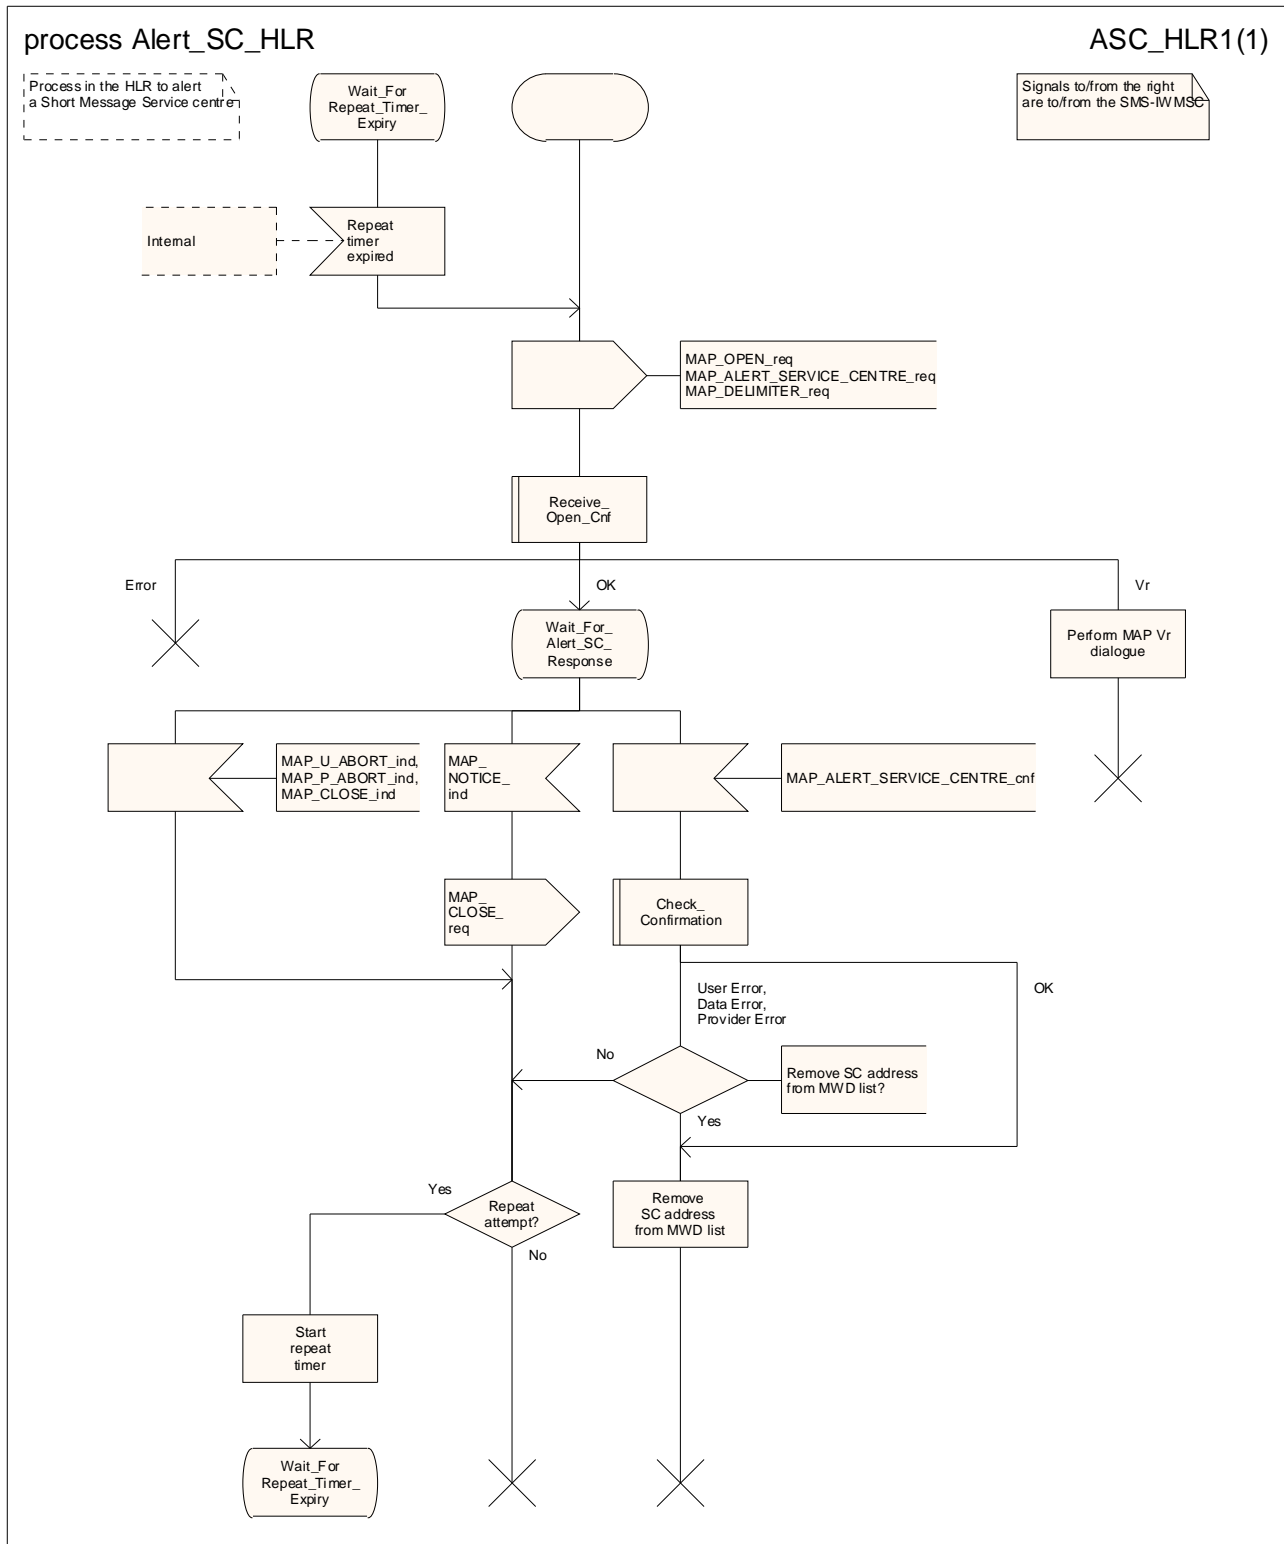 process Alert_SC_HLR
ASC_HLR1(1)
Process in the HLR to alert
a Short Message Service centre
Wait_For
Repeat_Timer_
Expiry
Signals to/from the right
are to/from the SMS-IWMSC
Internal
Repeat
timer
expired
MAP_OPEN_req
MAP_ALERT_SERVICE_CENTRE_req
MAP_DELIMITER_req
Receive_
Open_Cnf
Error
OK
Vr
Wait_For_
Alert_SC_
Response
Perform MAP Vr
dialogue
MAP_U_ABORT_ind,
MAP_P_ABORT_ind,
MAP_CLOSE_ind
MAP_
NOTICE_
ind
MAP_ALERT_SERVICE_CENTRE_cnf
MAP_
CLOSE_
req
Check_
Confirmation
User Error,
Data Error,
Provider Error
OK
No
Remove SC address
from MWD list?
Yes
Yes
Repeat
attempt?
No
Remove
SC address
from MWD list
Start
repeat
timer
Wait_For
Repeat_Timer_
Expiry